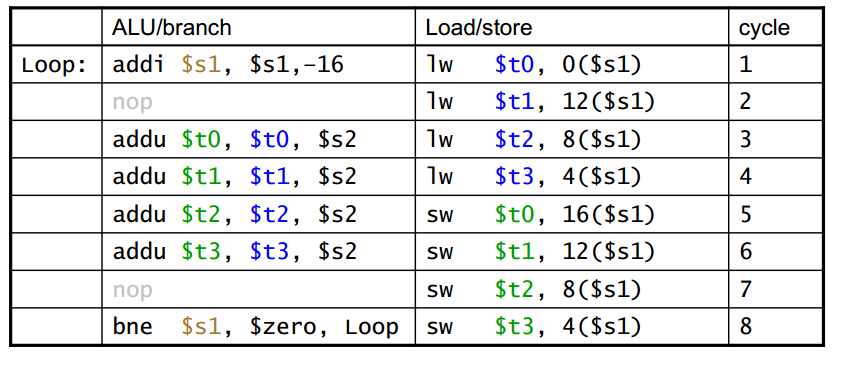 ALU/branch Load/store cycle
Loop: addi $s1, $s1,–16 lw $t0, 0($s1) 1
nop lw $t1, 12($s1) 2
addu $t0, $t0, $s2 lw $t2, 8($s1) 3
addu $t1, $t1, $s2 lw $t3, 4($s1) 4
addu $t2, $t2, $s2 sw $t0, 16($s1) 5
addu $t3, $t3, $s2 sw $t1, 12($s1) 6
nop sw $t2, 8($s1) 7
bne $s1, $zero, Loop sw $t3, 4($s1) 8